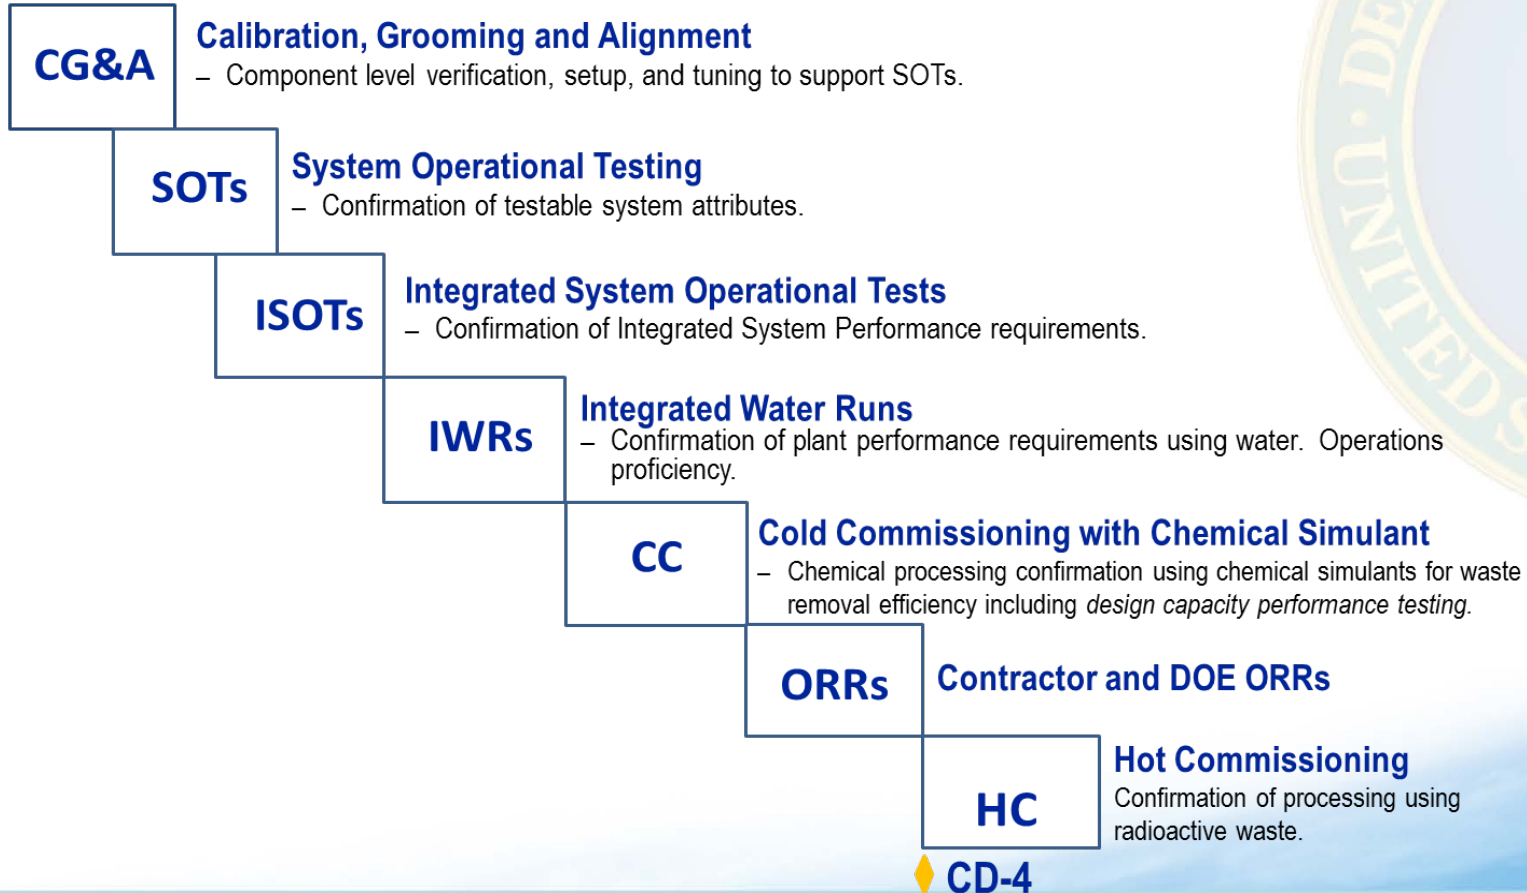 CG&A
Calibration, Grooming and Alignment
– Component level verification, setup, and tuning to support SOTs.
SOTs
System Operational Testing
– Confirmation of testable system attributes.
ISOTs
Integrated System Operational Tests
– Confirmation of Integrated System Performance requirements.
IWRs
Integrated Water Runs
– Confirmation of plant performance requirements using water. Operations
proficiency.
CC
Cold Commissioning with Chemical Simulant
– Chemical processing confirmation using chemical simulants for waste
removal efficiency including design capacity performance testing.
ORRs
Contractor and DOE ORRs
HC
Hot Commissioning
Confirmation of processing using
radioactive waste.
CD-4
UNITED